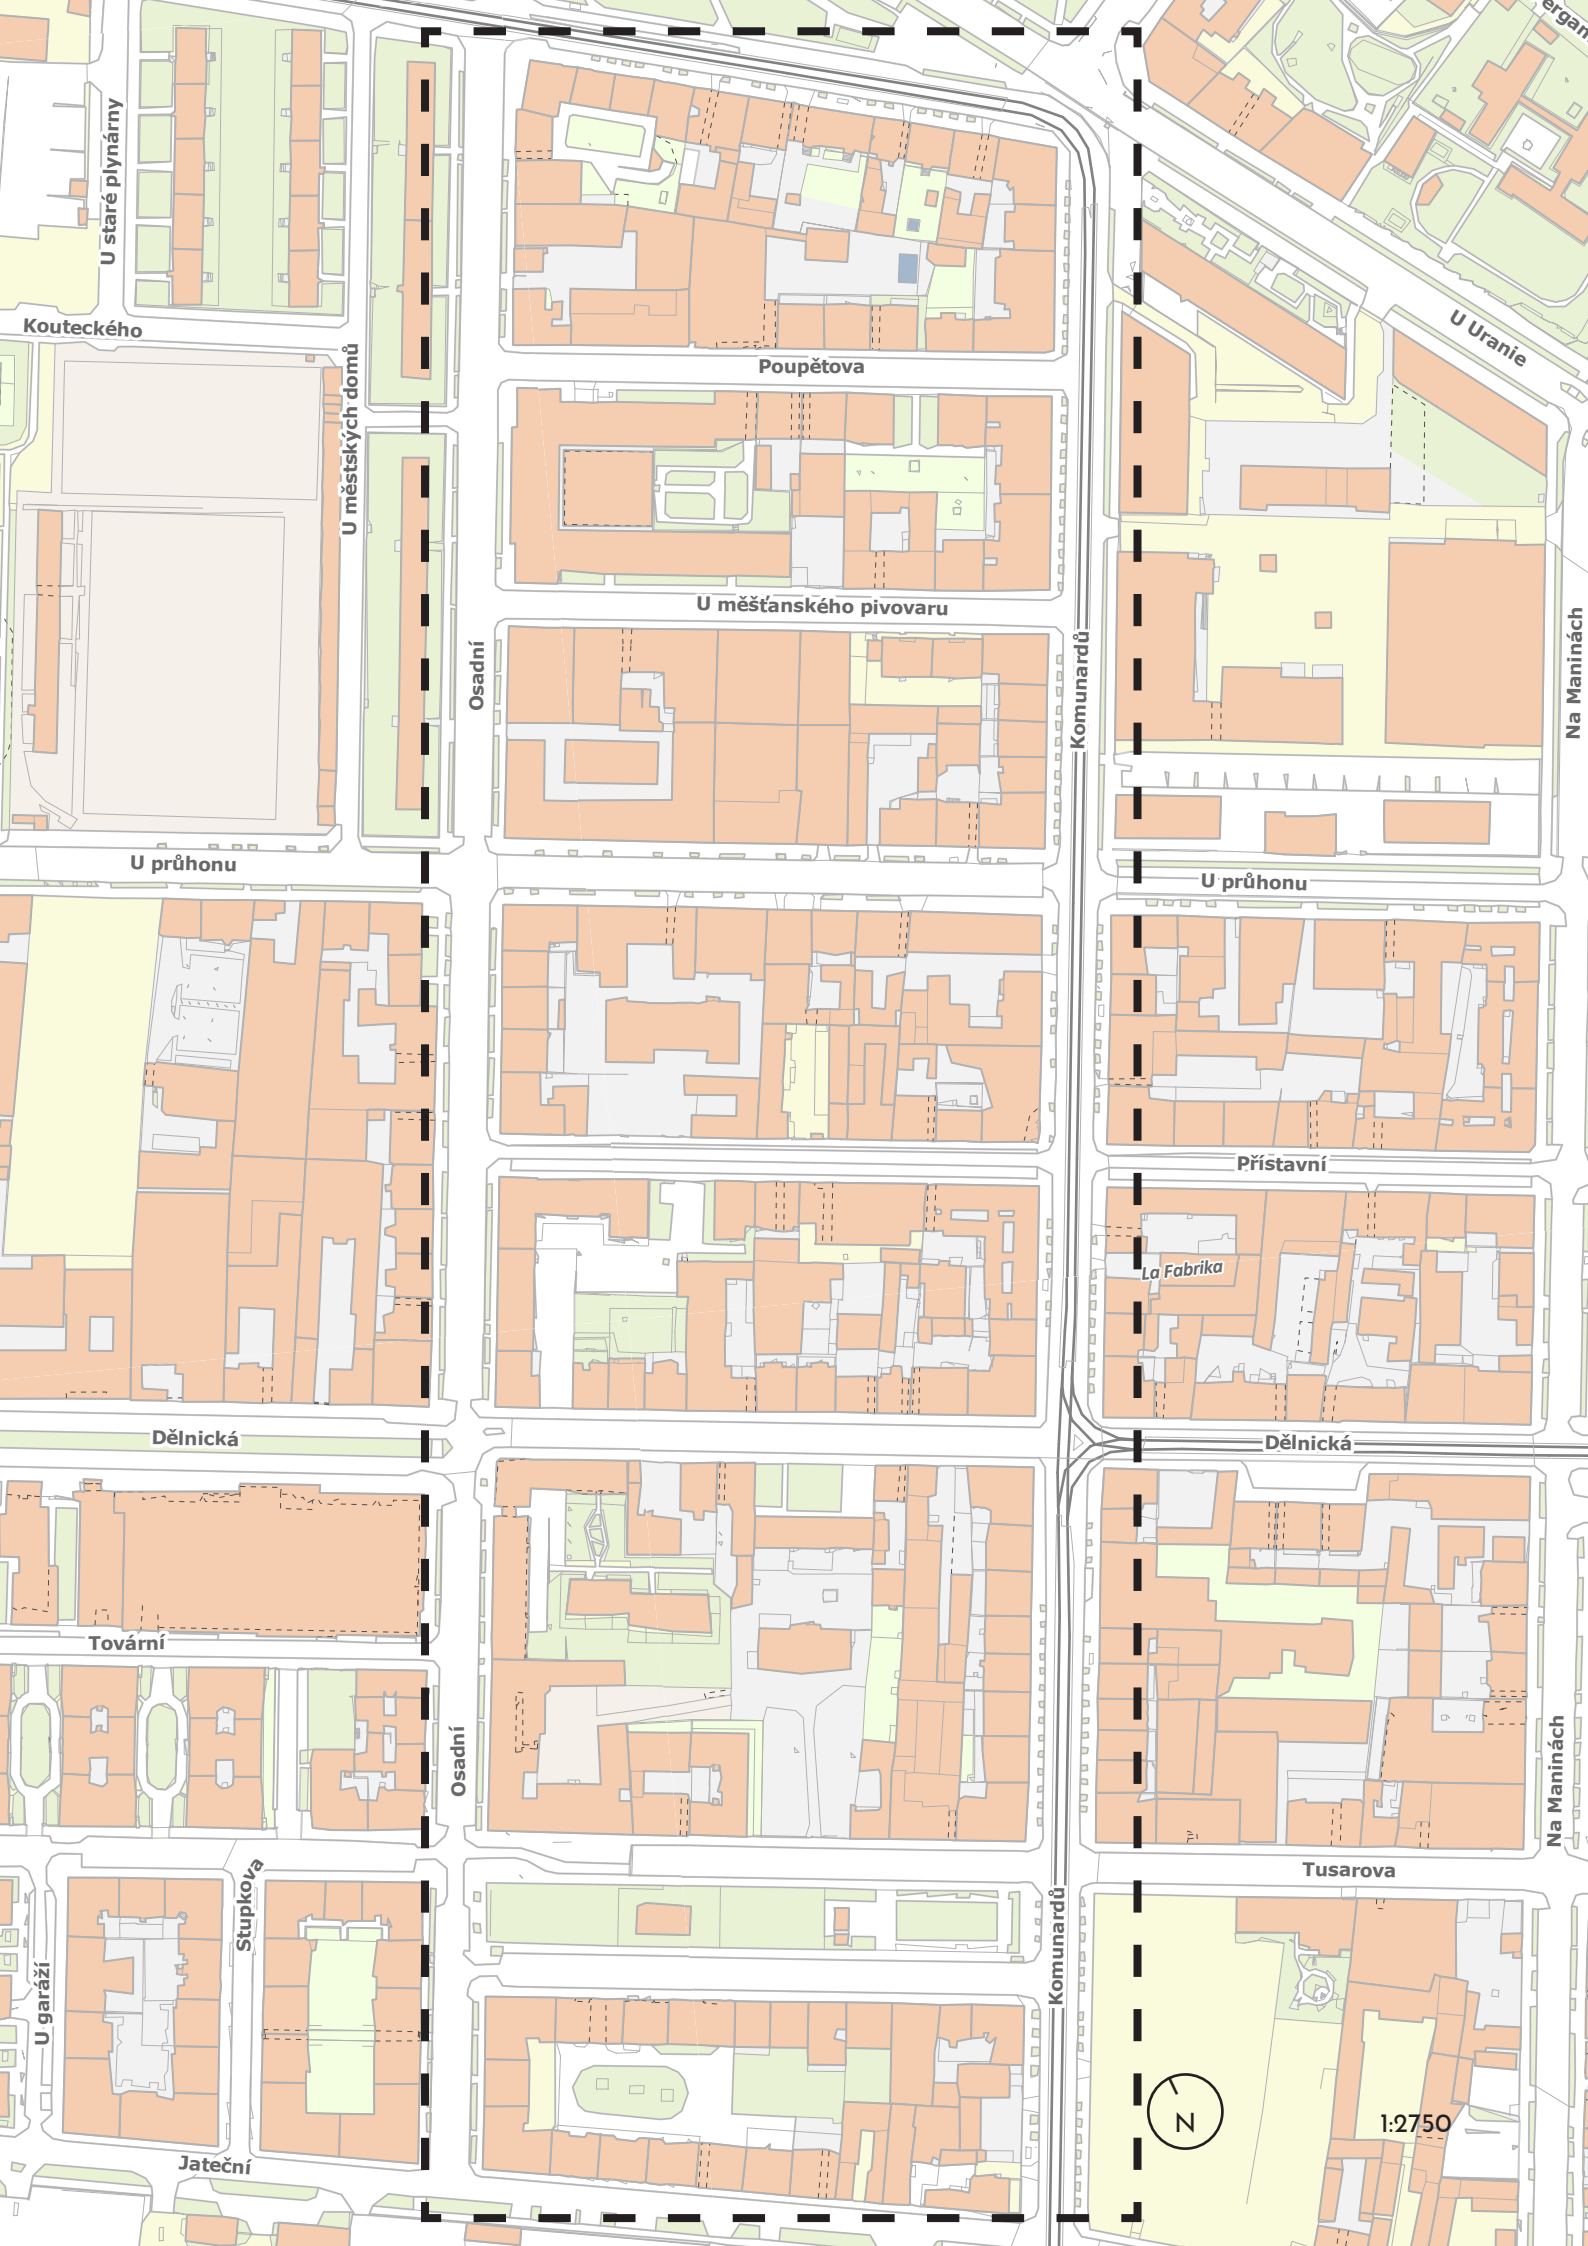 U staré plynárny
Kouteckého
U městských domů
Poupětova
U Uranie
U měšťanského pivovaru
Osadní
Komunardů
Na Maninách
U průhonu
U průhonu
Přístavní
La Fabrika
Dělnická
Dělnická
Tovární
Osadní
Na Maninách
Tusarova
Stupkova
Komunardů
U garáží
Jateční
N
1:2750